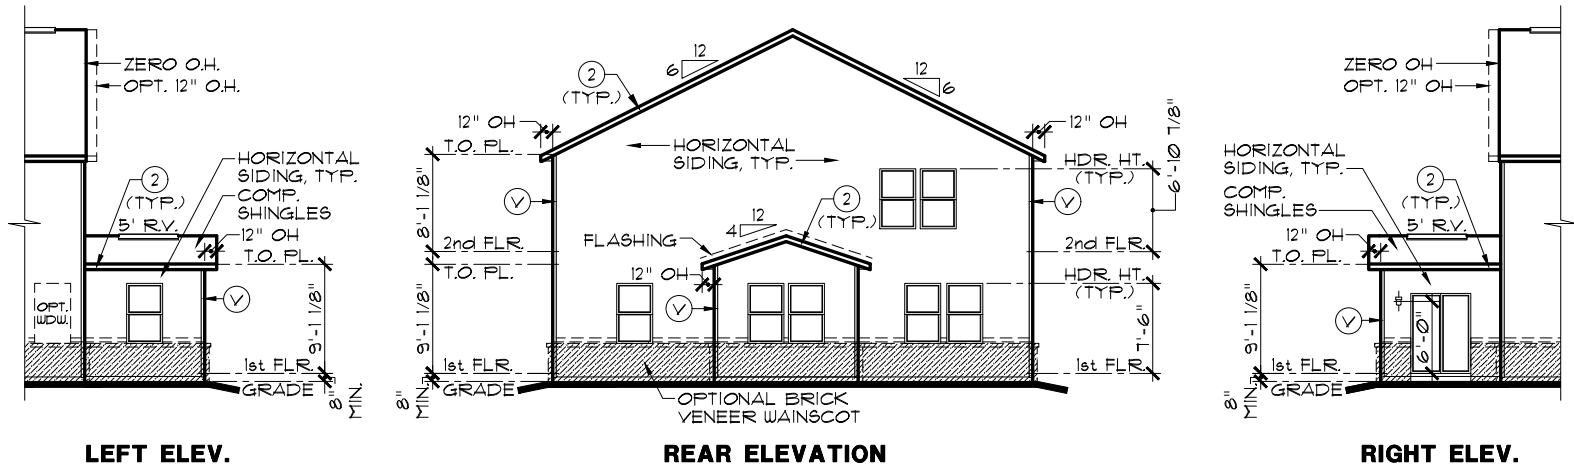 ZERO O.H.
OPT. 12" O.H.
HORIZONTAL
SIDING, TYP.
COMP.
SHINGLES
2
(TYP.)
5' R.V.
12" OH
T.O. PL.
OPT.
WDW.
V
9'-1 1/8"
1st FLR.
GRADE
8"
MIN.
LEFT ELEV.
12
6
2
(TYP.)
12
6
12" OH
T.O. PL.
HORIZONTAL
SIDING, TYP.
12" OH
HDR. HT.
(TYP.)
6'-10 7/8"
8'-1 1/8"
V
V
12
4
2
(TYP.)
FLASHING
2nd FLR.
T.O. PL.
2nd FLR.
12" OH
HDR. HT.
(TYP.)
V
9'-1 1/8"
7'-6"
1st FLR.
GRADE
1st FLR.
8"
MIN.
OPTIONAL BRICK
VENEER WAINSCOT
REAR ELEVATION
ZERO OH
OPT. 12" OH
HORIZONTAL
SIDING, TYP.
COMP.
SHINGLES
2
(TYP.)
5' R.V.
12" OH
T.O. PL.
V
6'-0"
9'-1 1/8"
1st FLR.
GRADE
8"
MIN.
RIGHT ELEV.